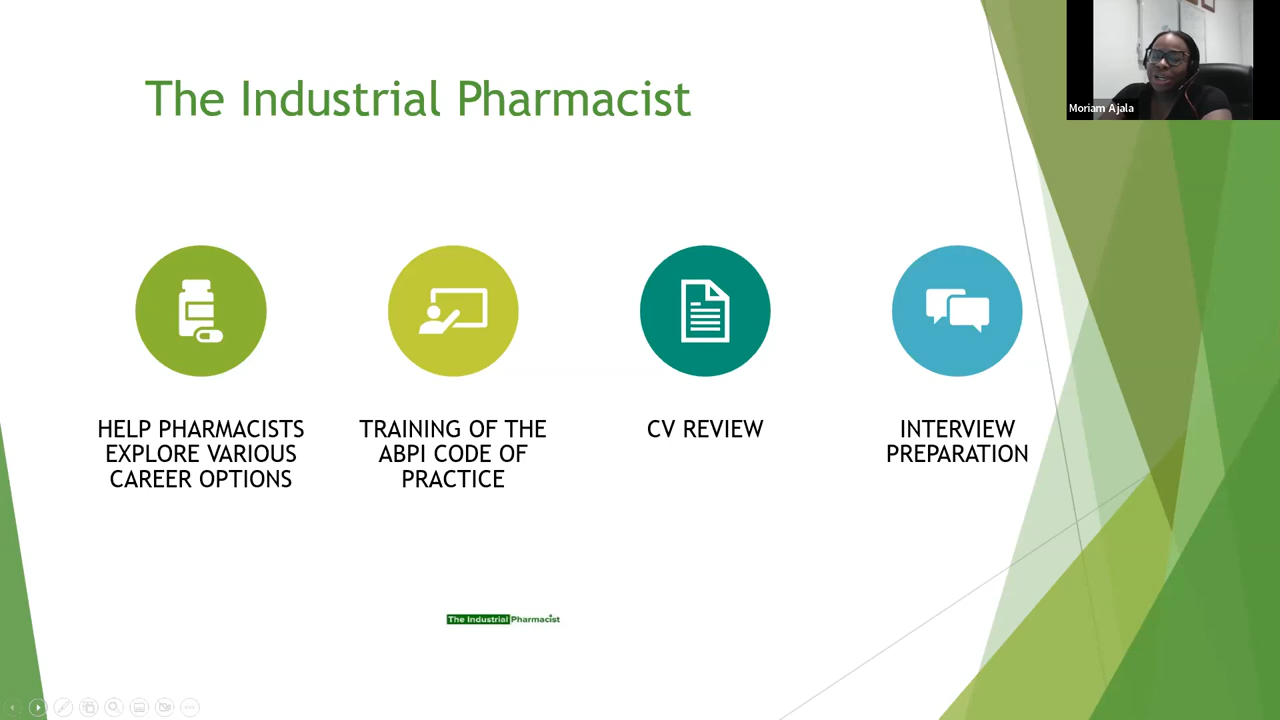 The Industrial Pharmacist
Moriam Ajala
HELP PHARMACISTS
EXPLORE VARIOUS
CAREER OPTIONS
TRAINING OF THE
ABPI CODE OF
PRACTICE
CV REVIEW
INTERVIEW
PREPARATION
The Industrial Pharmacist